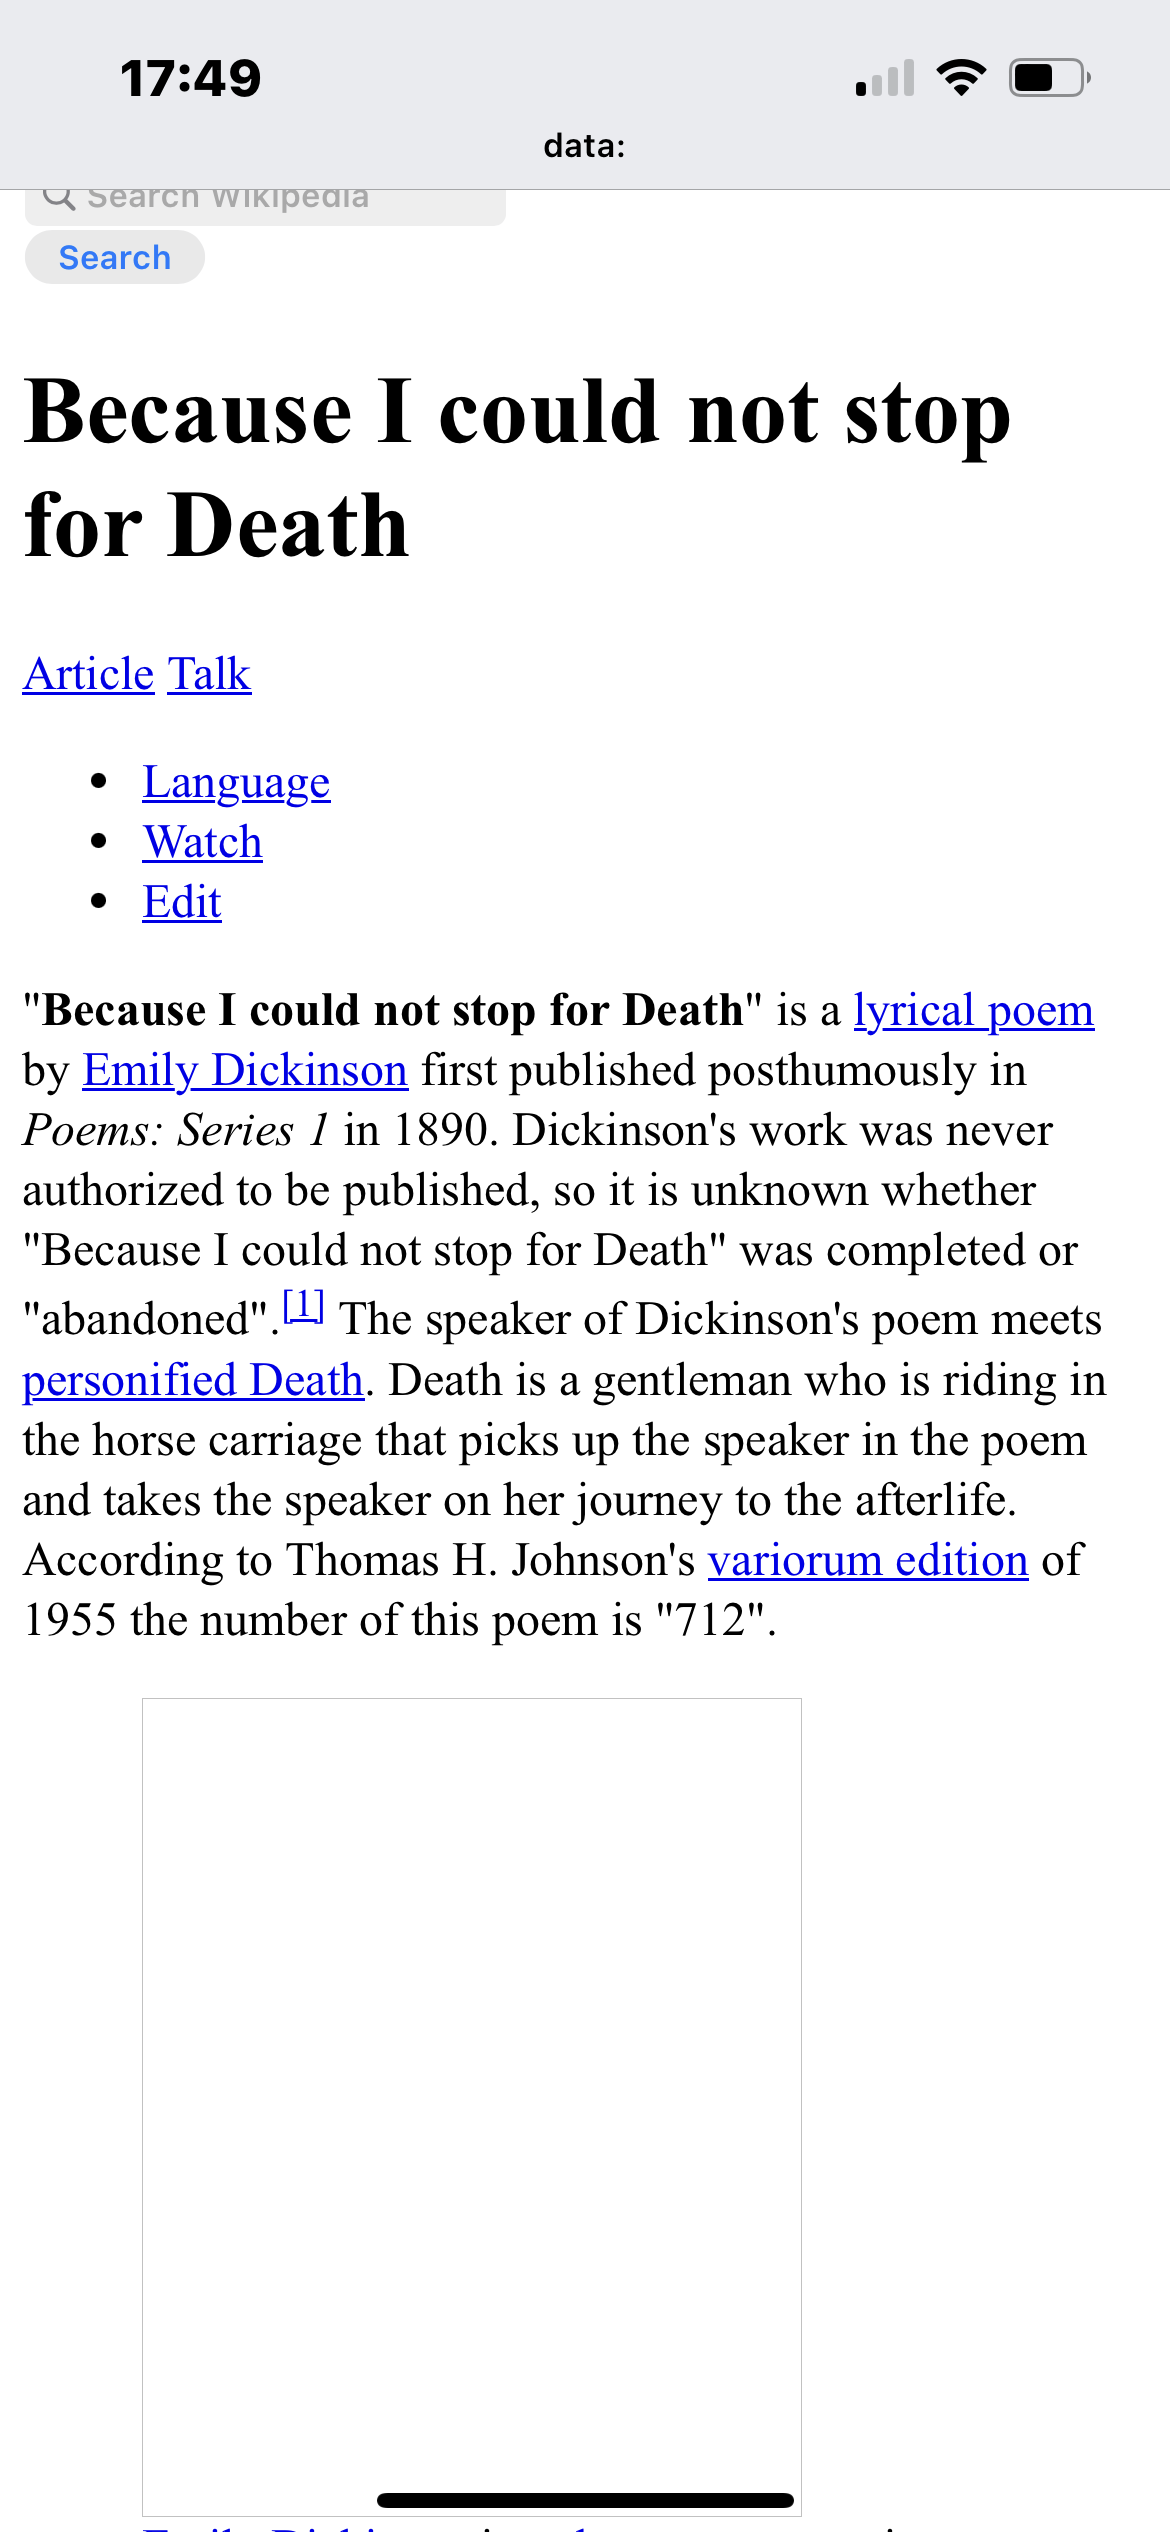 17:49
data:
Search Wikipedia
Search
Because I could not stop
for Death
Article Talk
• Language
• Watch
• Edit
"Because I could not stop for Death" is a lyrical poem
by Emily Dickinson first published posthumously in
Poems: Series 1 in 1890. Dickinson's work was never
authorized to be published, so it is unknown whether
"Because I could not stop for Death" was completed or
"abandoned".[1] The speaker of Dickinson's poem meets
personified Death. Death is a gentleman who is riding in
the horse carriage that picks up the speaker in the poem
and takes the speaker on her journey to the afterlife.
According to Thomas H. Johnson's variorum edition of
1955 the number of this poem is "712".